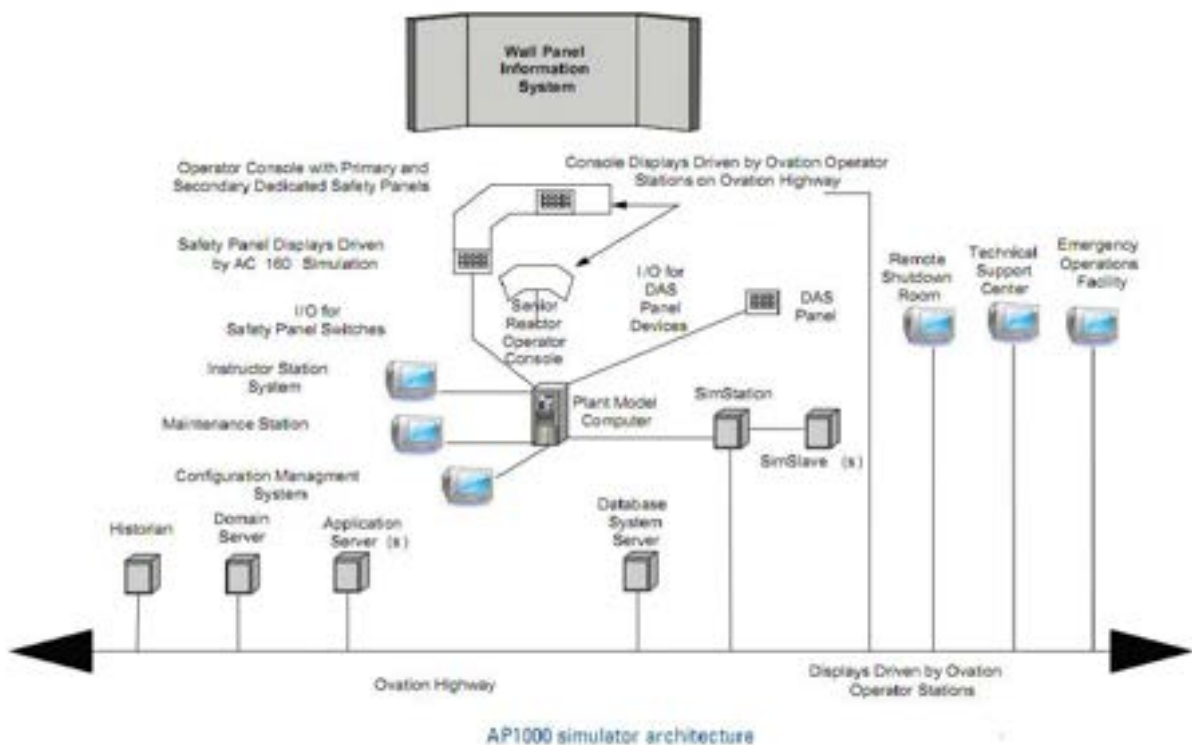 Wall Panel
Information
System
Operator Console with Primary and
Secondary Dedicated Safety Panels
Console Displays Driven by Ovation Operator
Stations on Ovation Highway
Safety Panel Displays Driven
by AC 160 Simulation
I/O for
Safety Panel Switches
Senior
Reactor
Operator
Console
I/O for
DAS
Panel
Devices
DAS
Panel
Remote
Shutdown
Room
Technical
Support
Center
Emergency
Operations
Facility
Instructor Station
System
Maintenance Station
Configuration Managment
System
Plant Model
Computer
SimStation
SimSlave (s)
Historian
Domain
Server
Application
Server (s)
Database
System
Server
Ovation Highway
Displays Driven by Ovation
Operator Stations
AP1000 simulator architecture